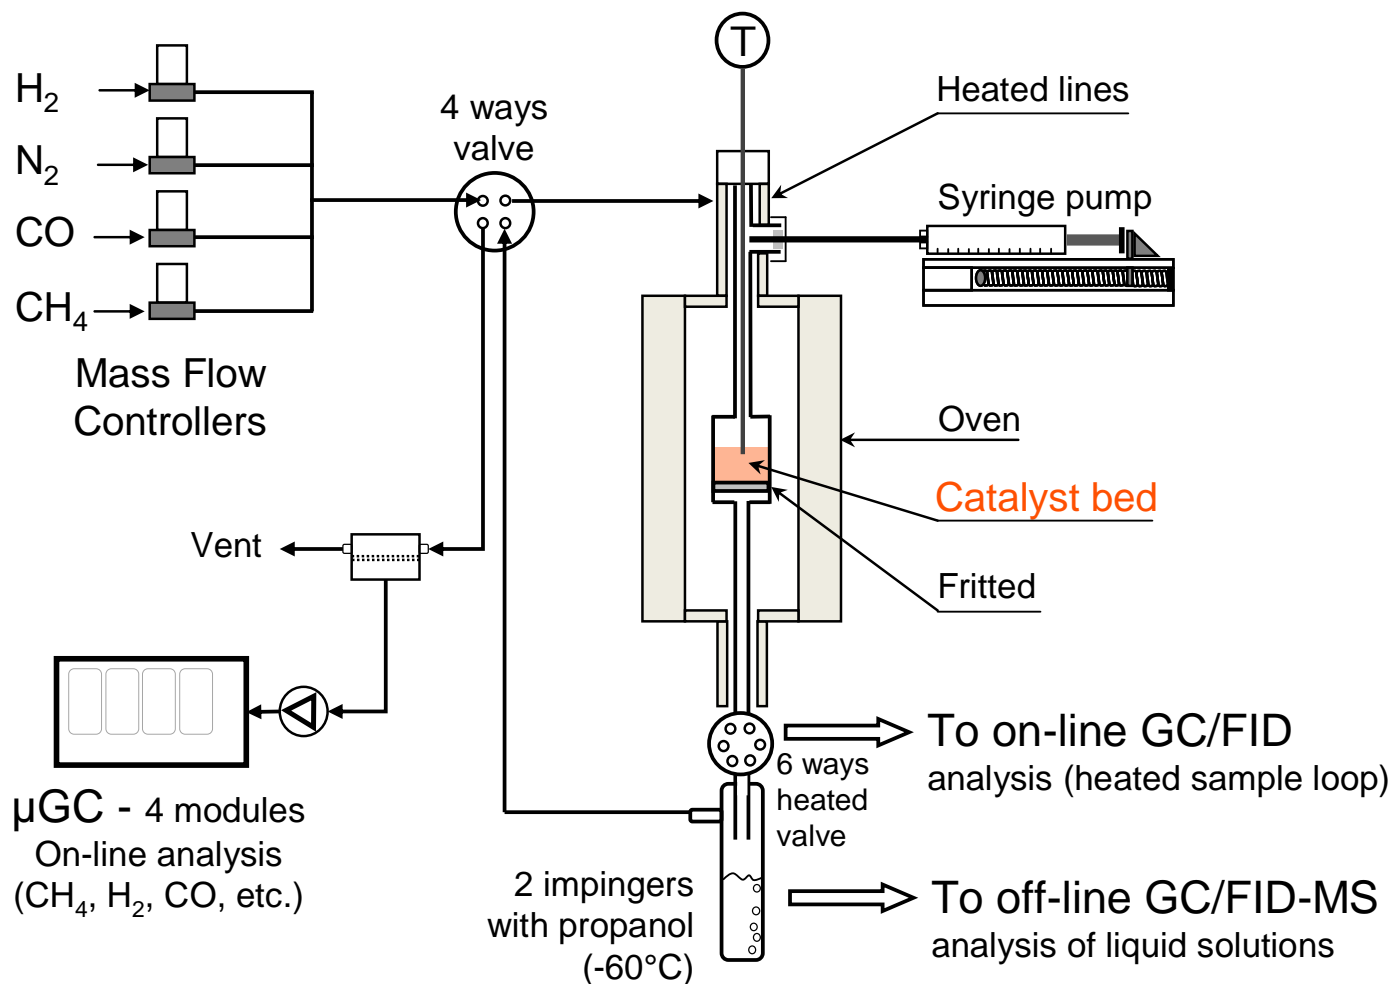 T
H₂
N₂
CO
CH₄
Mass Flow
Controllers
4 ways
valve
Heated lines
Syringe pump
Oven
Catalyst bed
Fritted
Vent
µGC - 4 modules
On-line analysis
(CH₄, H₂, CO, etc.)
6 ways
heated
valve
To on-line GC/FID
analysis (heated sample loop)
2 impingers
with propanol
(-60°C)
To off-line GC/FID-MS
analysis of liquid solutions